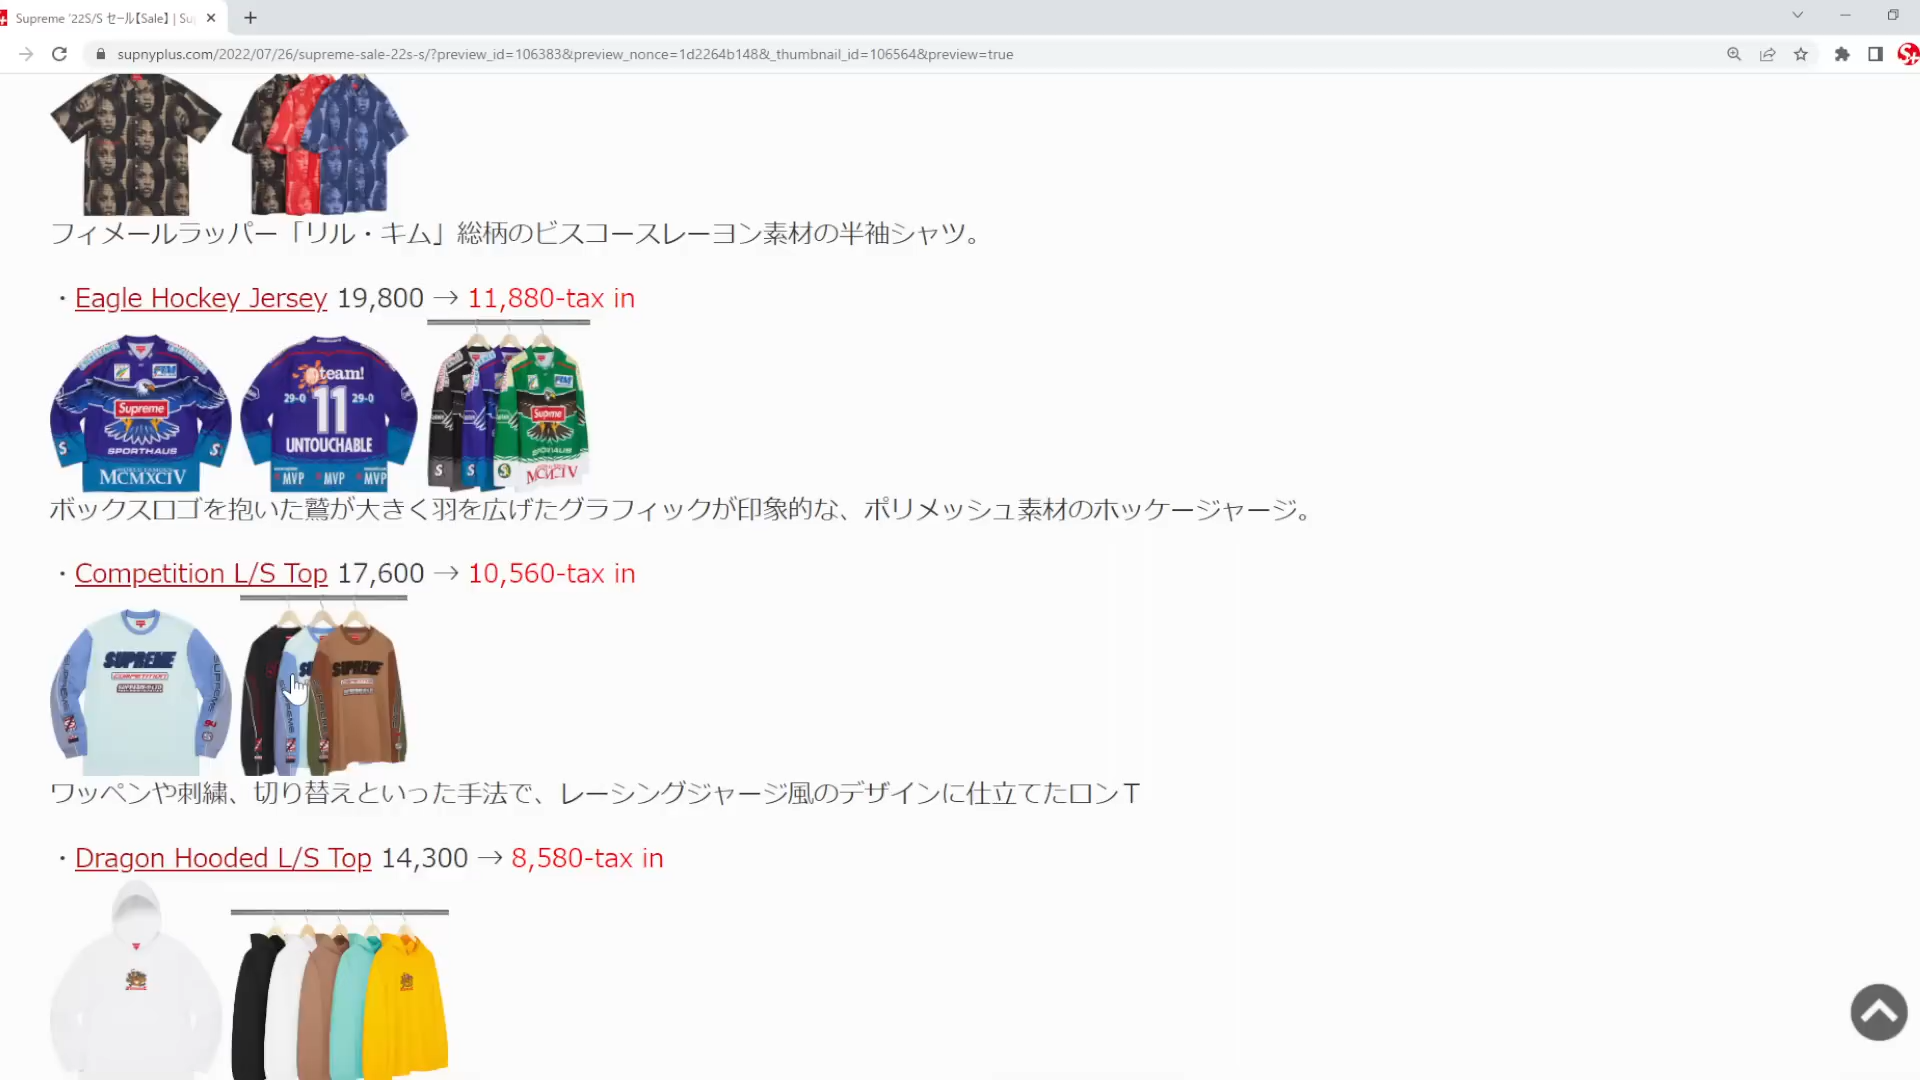 Supreme '22S/S セール【Sale】 | Su
supnyplus.com/2022/07/26/supreme-sale-22s-s/?preview_id=106383&preview_nonce=1d2264b148&_thumbnail_id=106564&preview=true
フィメールラッパー「リル・キム」総柄のビスコースレーヨン素材の半袖シャツ。
・Eagle Hockey Jersey 19,800 → 11,880-tax in
Supreme
SPORTHAUS
MCMXCIV
team!
29-0 11 29-0
UNTOUCHABLE
MVP MVP MVP
Supreme
SPORTHAUS
MCMXCIV
ボックスロゴを抱いた鷲が大きく羽を広げたグラフィックが印象的な、ポリメッシュ素材のホッケージャージ。
・Competition L/S Top 17,600 → 10,560-tax in
SUPREME
COMPETITION
SUPREME
ワッペンや刺繍、切り替えといった手法で、レーシングジャージ風のデザインに仕立てたロンT
・Dragon Hooded L/S Top 14,300 → 8,580-tax in